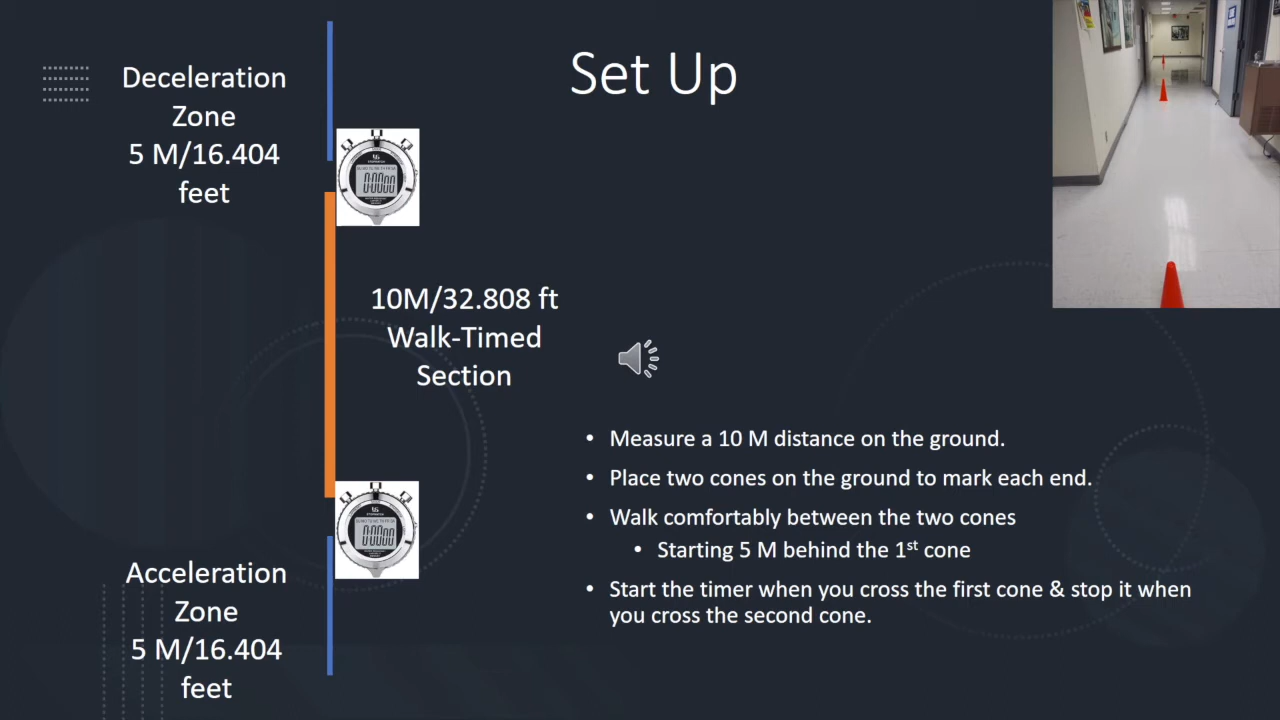 Set Up
Deceleration
Zone
5 M/16.404
feet
10M/32.808 ft
Walk-Timed
Section
Acceleration
Zone
5 M/16.404
feet
• Measure a 10 M distance on the ground.
• Place two cones on the ground to mark each end.
• Walk comfortably between the two cones
• Starting 5 M behind the 1st cone
• Start the timer when you cross the first cone & stop it when
you cross the second cone.